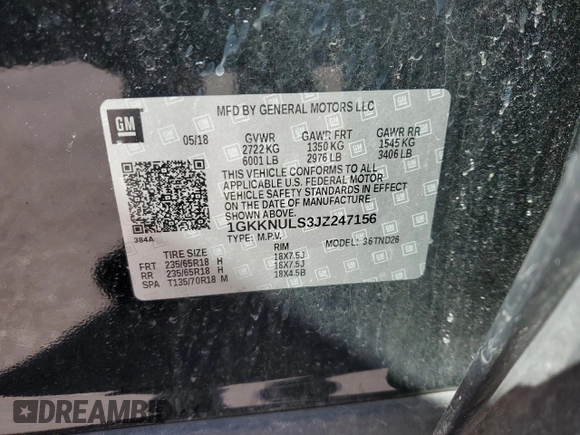 MFD BY GENERAL MOTORS LLC
GM
05/18 GVWR GAWR FRT GAWR RR
2722 KG 1350 KG 1545 KG
6001 LB 2976 LB 3406 LB
THIS VEHICLE CONFORMS TO ALL
APPLICABLE U.S. FEDERAL MOTOR
VEHICLE SAFETY STANDARDS IN EFFECT
ON THE DATE OF MANUFACTURE
SHOWN ABOVE.
1GKKNULS3JZ247156
TYPE: M.P.V. MODEL: 36TND26
384A
TIRE SIZE RIM
FRT 235/65R18 H 18X7.5J
RR 235/65R18 H 18X7.5J
SPA T135/70R18 M 18X4.5B
DREAMBID